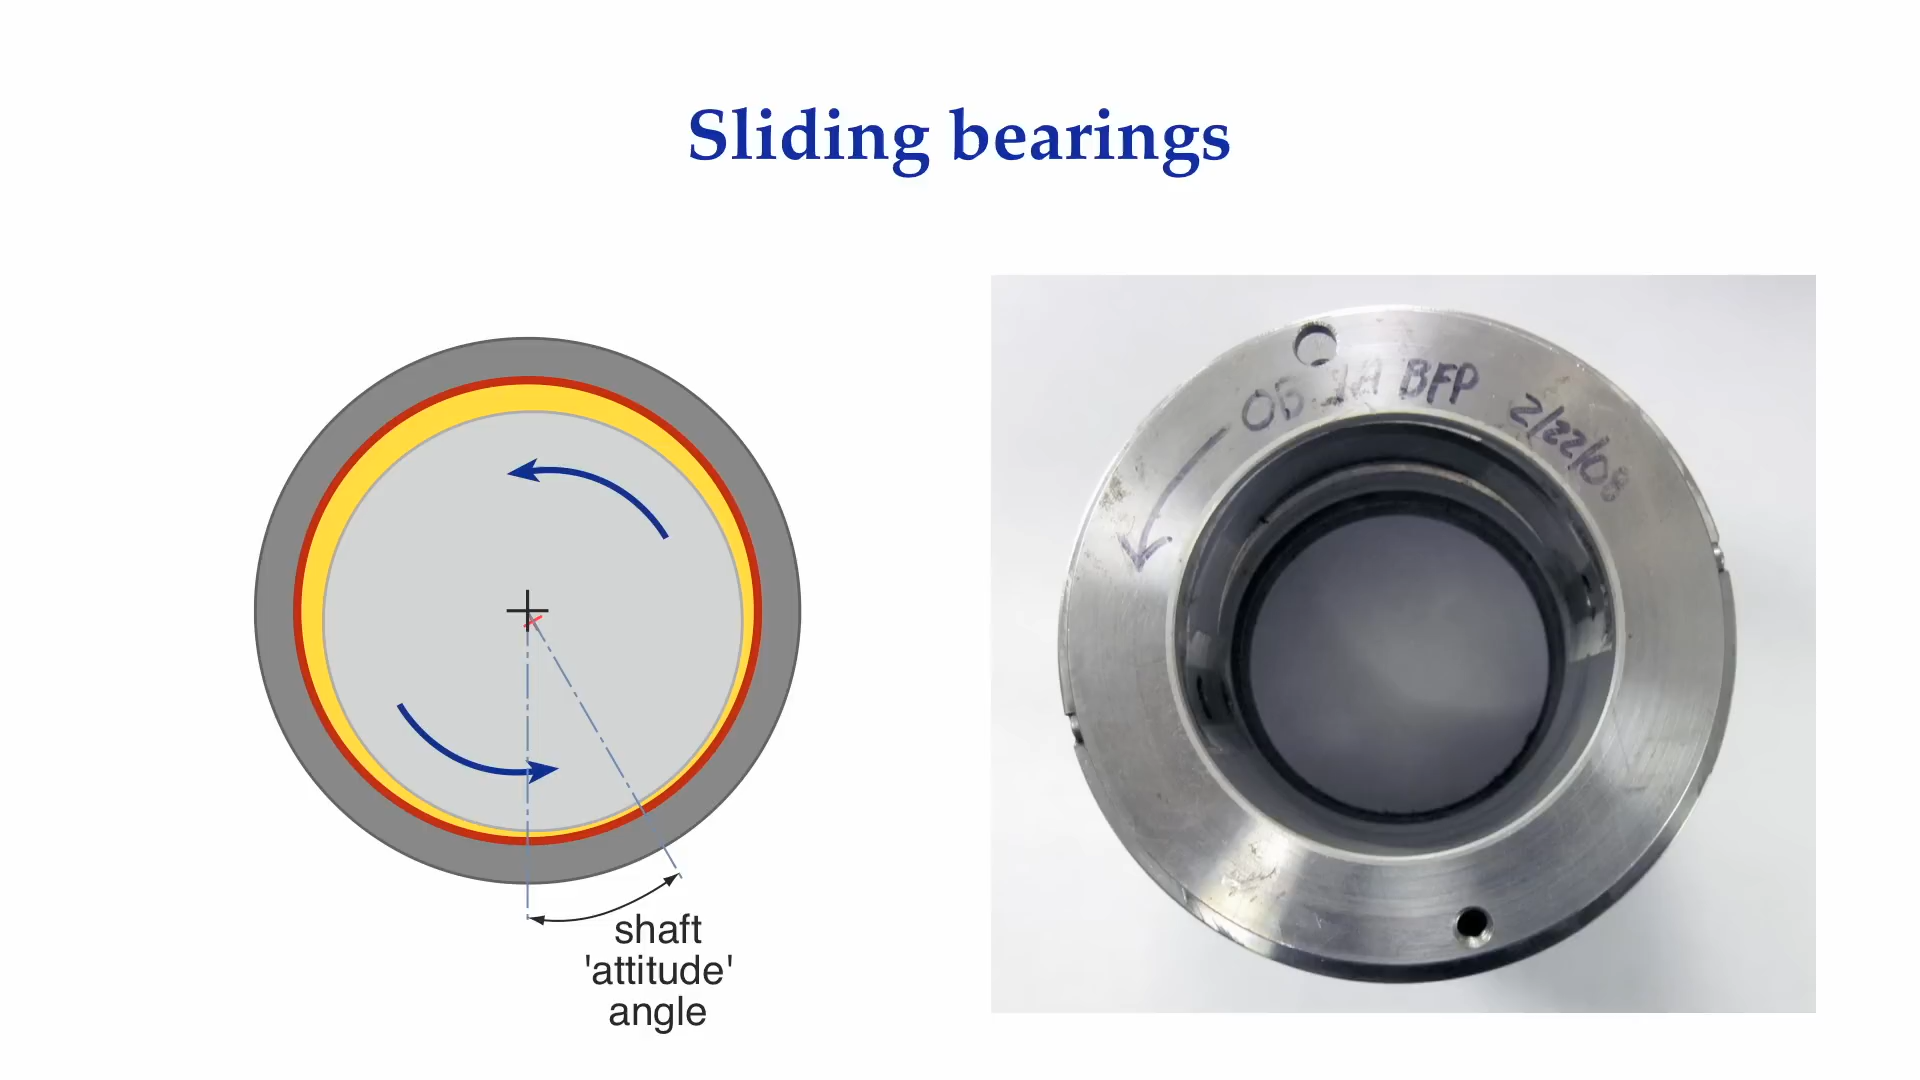 Sliding bearings
shaft
'attitude'
angle
BFP
2/22/08